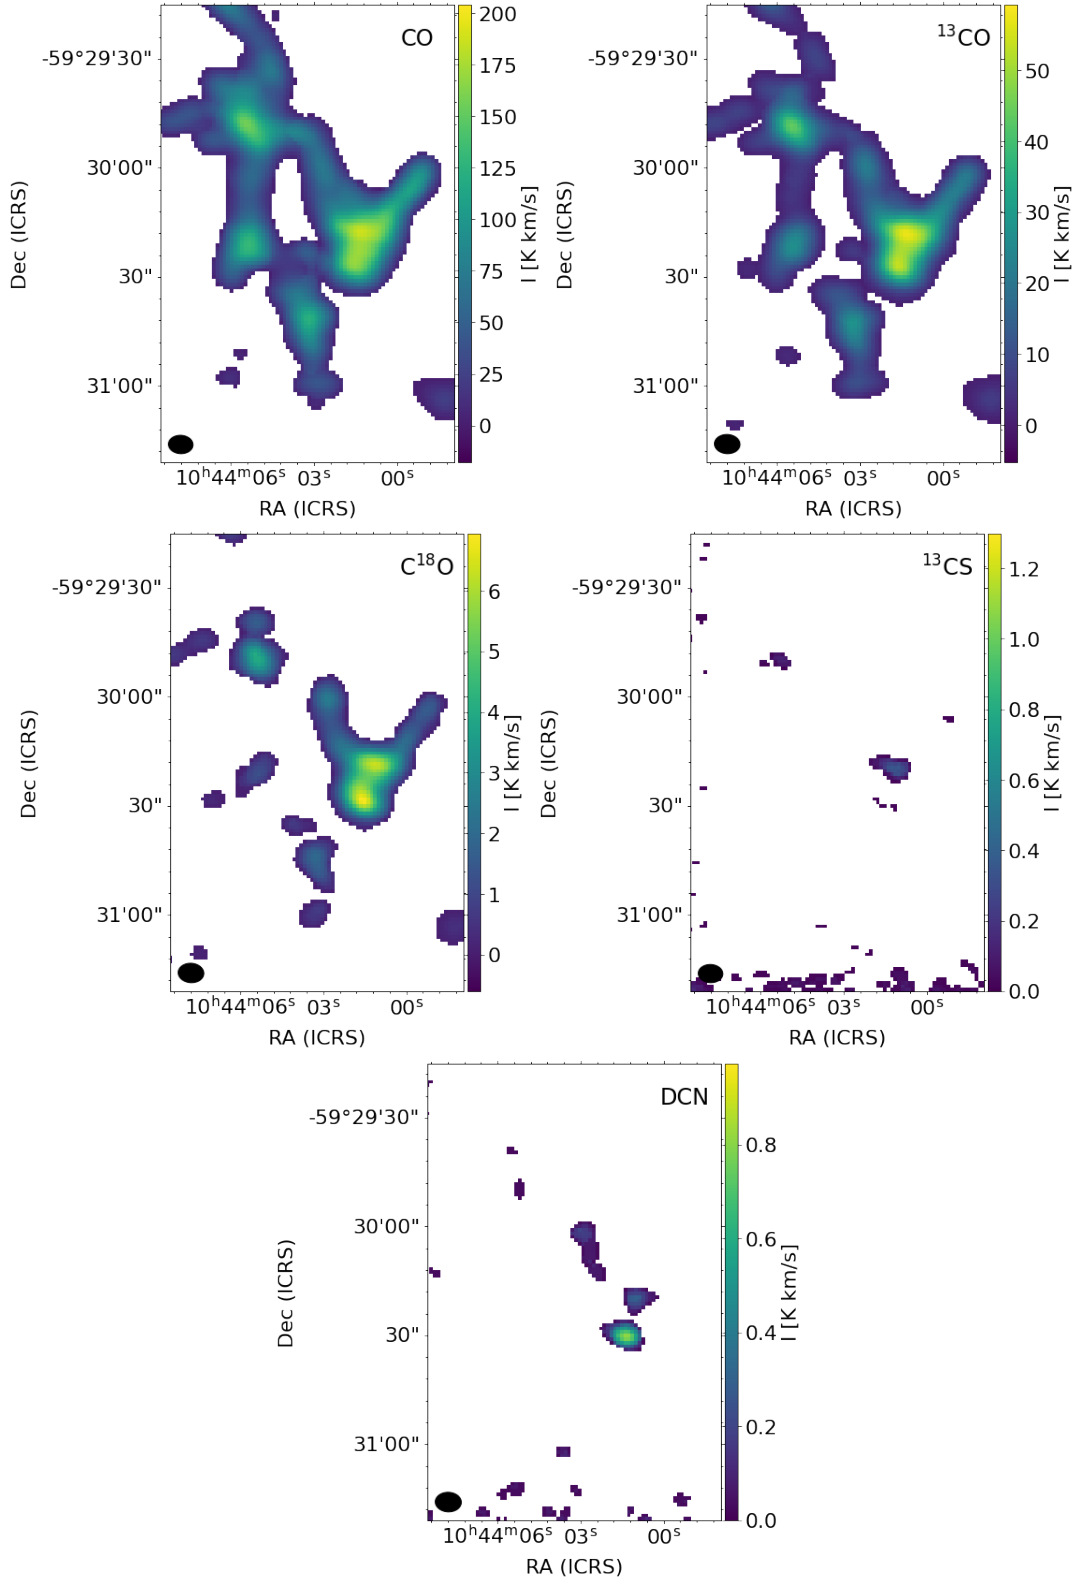 CO
-59°29'30"
30'00"
30"
31'00"
Dec (ICRS)
10ʰ44ᵐ06ˢ 03ˢ 00ˢ
RA (ICRS)
200
175
150
125
100
75
50
25
0
I [K km/s]
¹³CO
-59°29'30"
30'00"
30"
31'00"
Dec (ICRS)
10ʰ44ᵐ06ˢ 03ˢ 00ˢ
RA (ICRS)
50
40
30
20
10
0
I [K km/s]
C¹⁸O
-59°29'30"
30'00"
30"
31'00"
Dec (ICRS)
10ʰ44ᵐ06ˢ 03ˢ 00ˢ
RA (ICRS)
6
5
4
3
2
1
0
I [K km/s]
¹³CS
-59°29'30"
30'00"
30"
31'00"
Dec (ICRS)
10ʰ44ᵐ06ˢ 03ˢ 00ˢ
RA (ICRS)
1.2
1.0
0.8
0.6
0.4
0.2
0.0
I [K km/s]
DCN
-59°29'30"
30'00"
30"
31'00"
Dec (ICRS)
10ʰ44ᵐ06ˢ 03ˢ 00ˢ
RA (ICRS)
0.8
0.6
0.4
0.2
0.0
I [K km/s]